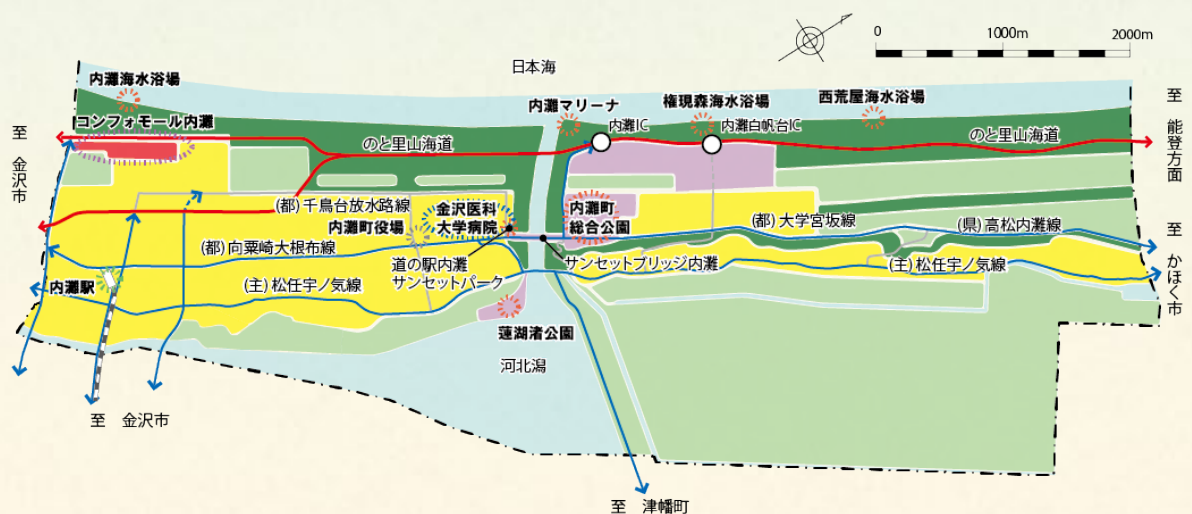 0 1000m 2000m
日本海
内灘海水浴場
コンフォモール内灘
内灘マリーナ
権現森海水浴場
西荒屋海水浴場
内灘IC
内灘白帆台IC
至
金沢市
至
能登方面
のと里山海道
のと里山海道
(都)千鳥台放水路線
金沢医科
大学病院
内灘町
総合公園
内灘町役場
(都)大学宮坂線
(県)高松内灘線
(都)向粟崎大根布線
道の駅内灘
サンセットパーク
サンセットブリッジ内灘
(主)松任宇ノ気線
至
かほく市
内灘駅
(主)松任宇ノ気線
蓮湖渚公園
河北潟
至 金沢市
至 津幡町